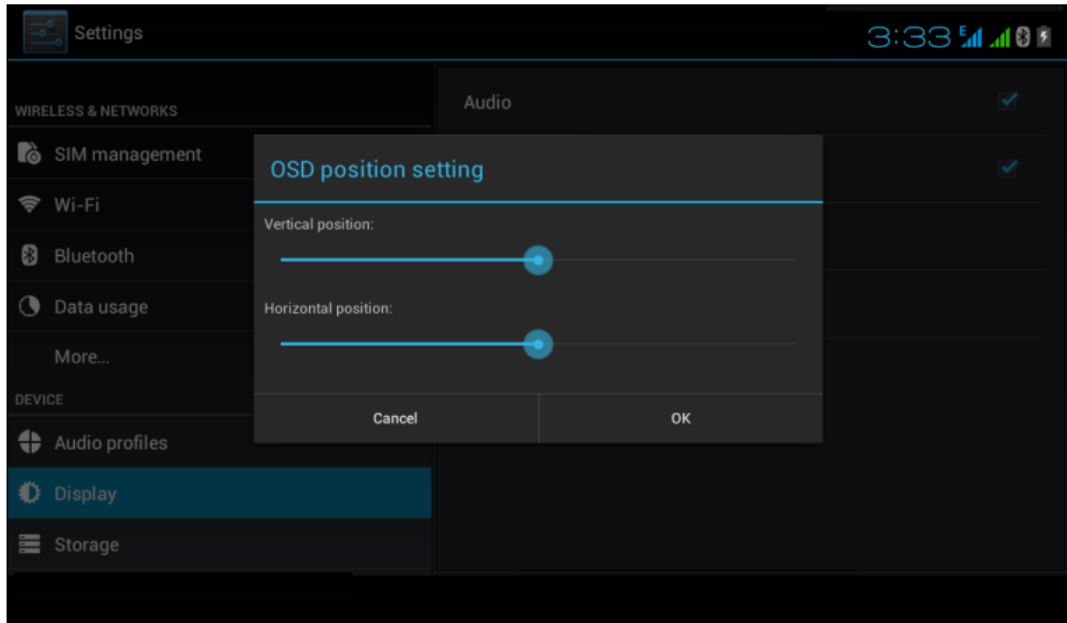 Settings
3:33
E
WIRELESS & NETWORKS
SIM management
Wi-Fi
Bluetooth
Data usage
More...
DEVICE
Audio profiles
Display
Storage
Audio
OSD position setting
Vertical position:
Horizontal position:
Cancel
OK